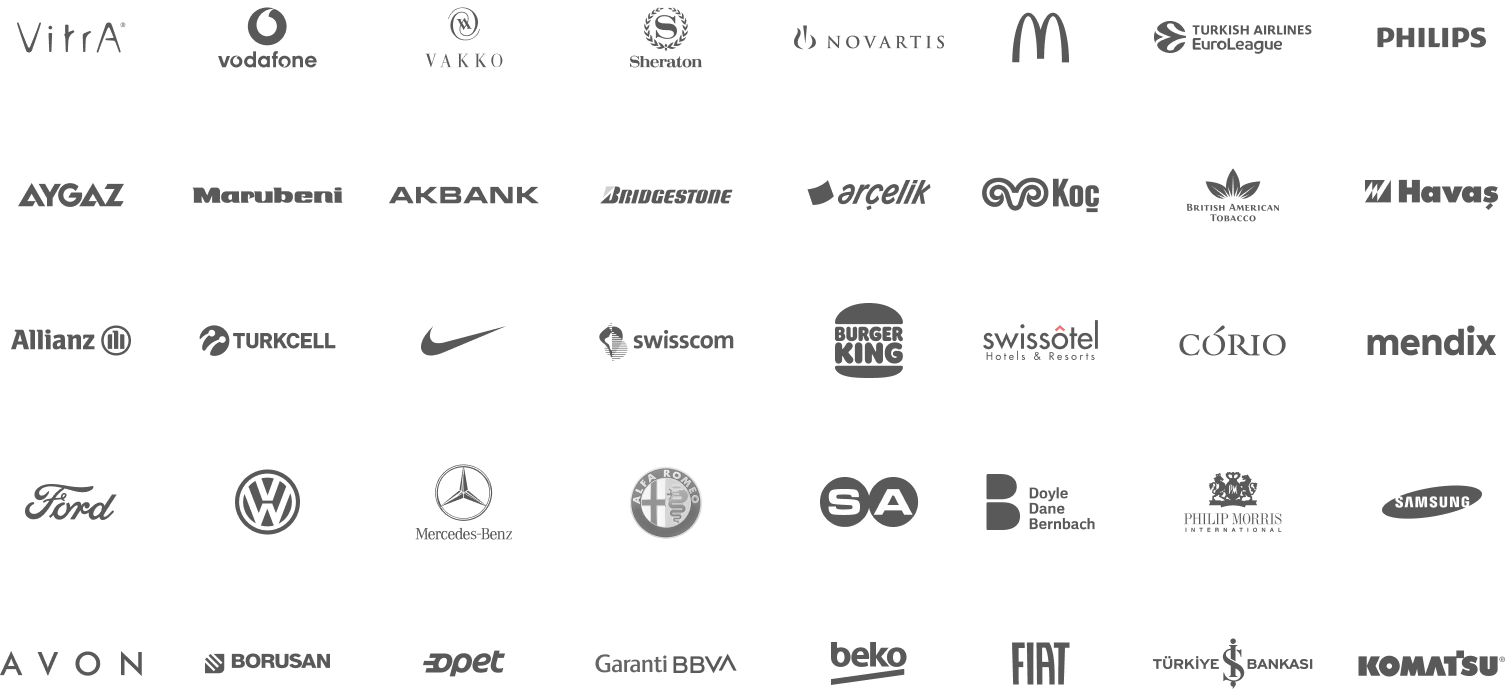 VitrA®
vodafone
VAKKO
S
Sheraton
NOVARTIS
TURKISH AIRLINES
EuroLeague
PHILIPS
AYGAZ
Marubeni
AKBANK
BRIDGESTONE
arçelik
Koç
BRITISH AMERICAN
TOBACCO
Havaş
Allianz
TURKCELL
swisscom
BURGER
KING
swissôtel
Hotels & Resorts
CÓRIO
mendix
Ford
VW
Mercedes-Benz
ALFA ROMEO
SA
Doyle
Dane
Bernbach
PHILIP MORRIS
INTERNATIONAL
SAMSUNG
AVON
BORUSAN
opet
Garanti BBVA
beko
FIAT
TÜRKİYE İŞ BANKASI
KOMATSU®